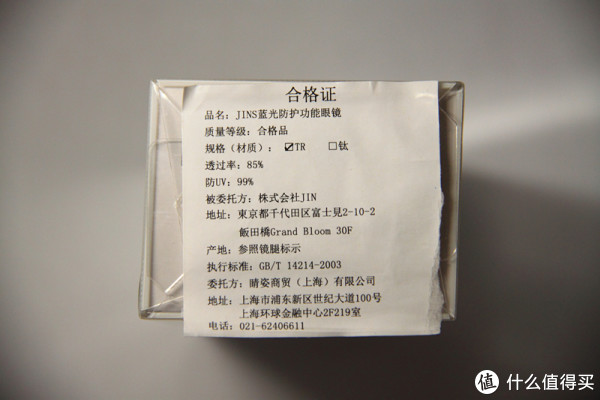 合格证
品名：JINS蓝光防护功能眼镜
质量等级：合格品
规格（材质）：☑TR □钛
透过率：85%
防UV：99%
被委托方：株式会社JIN
地址：東京都千代田区富士見2-10-2
飯田橋Grand Bloom 30F
产地：参照镜腿标示
执行标准：GB/T 14214-2003
委托方：睛姿商贸（上海）有限公司
地址：上海市浦东新区世纪大道100号
上海环球金融中心2F219室
电话：021-62406611
值 什么值得买